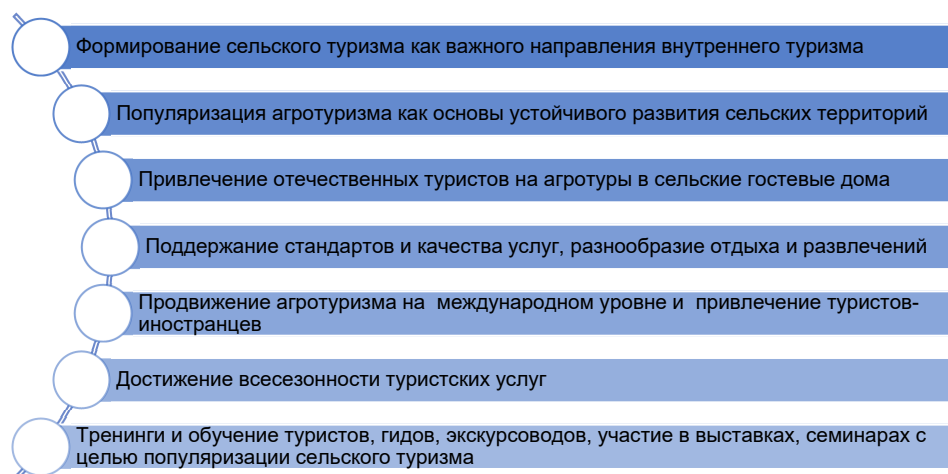 Формирование сельского туризма как важного направления внутреннего туризма
Популяризация агротуризма как основы устойчивого развития сельских территорий
Привлечение отечественных туристов на агротуры в сельские гостевые дома
Поддержание стандартов и качества услуг, разнообразие отдыха и развлечений
Продвижение агротуризма на  международном уровне и  привлечение туристов-
иностранцев
Достижение всесезонности туристских услуг
Тренинги и обучение туристов, гидов, экскурсоводов, участие в выставках, семинарах с
целью популяризации сельского туризма